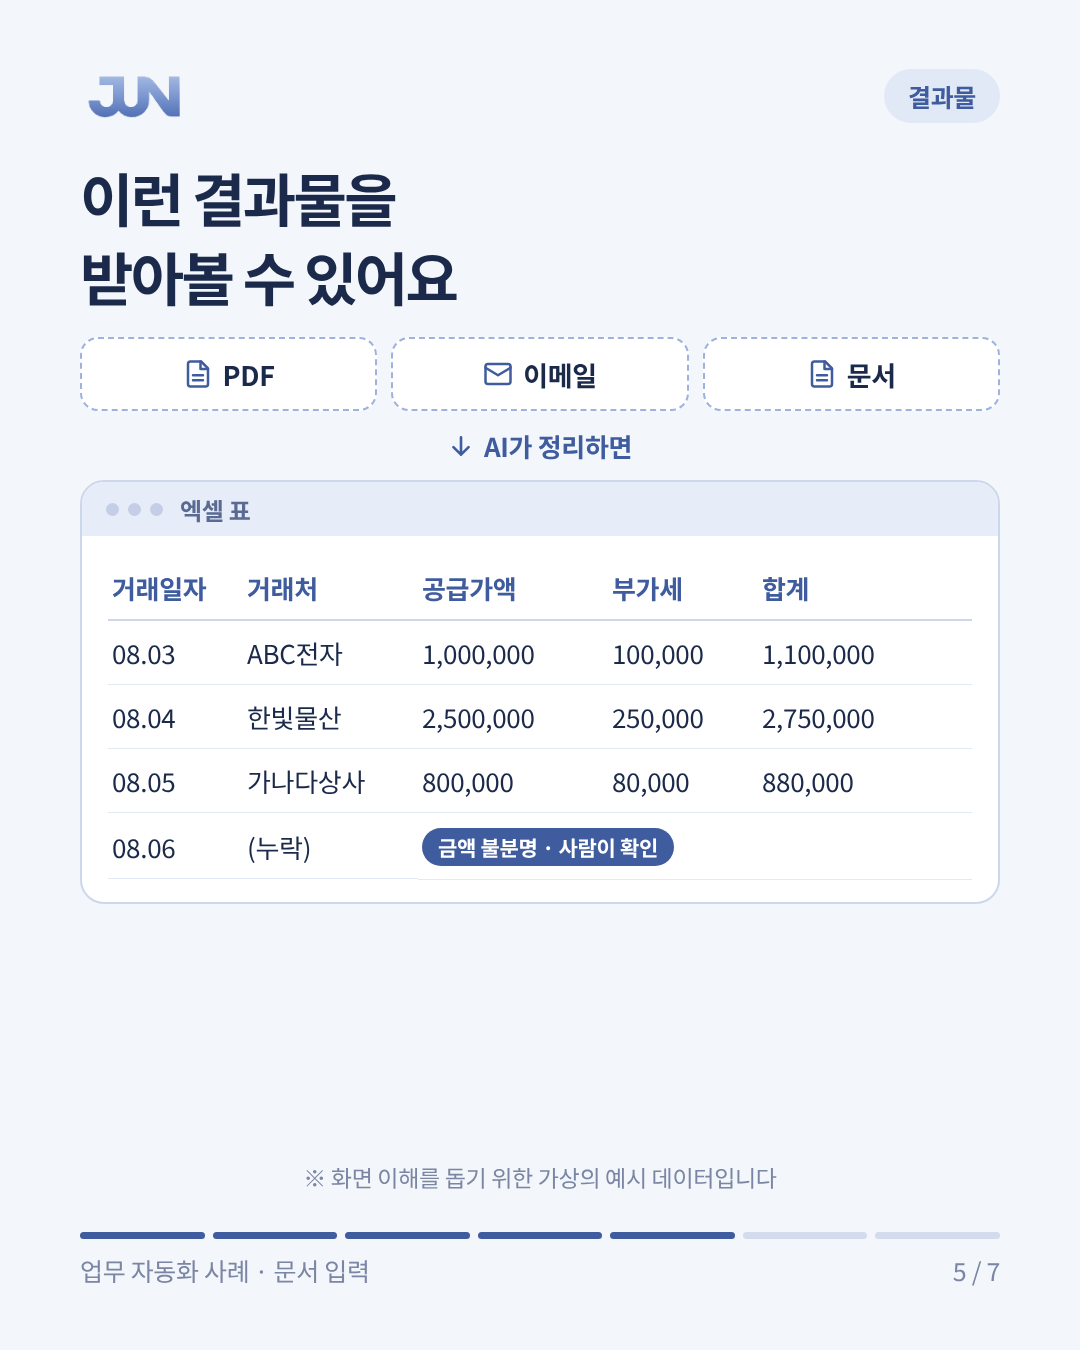 JUN
결과물
이런 결과물을
받아볼 수 있어요
PDF
이메일
문서
↓ AI가 정리하면
엑셀 표
거래일자 거래처 공급가액 부가세 합계
08.03 ABC전자 1,000,000 100,000 1,100,000
08.04 한빛물산 2,500,000 250,000 2,750,000
08.05 가나다상사 800,000 80,000 880,000
08.06 (누락) 금액 불분명 · 사람이 확인
※ 화면 이해를 돕기 위한 가상의 예시 데이터입니다
업무 자동화 사례 · 문서 입력
5 / 7